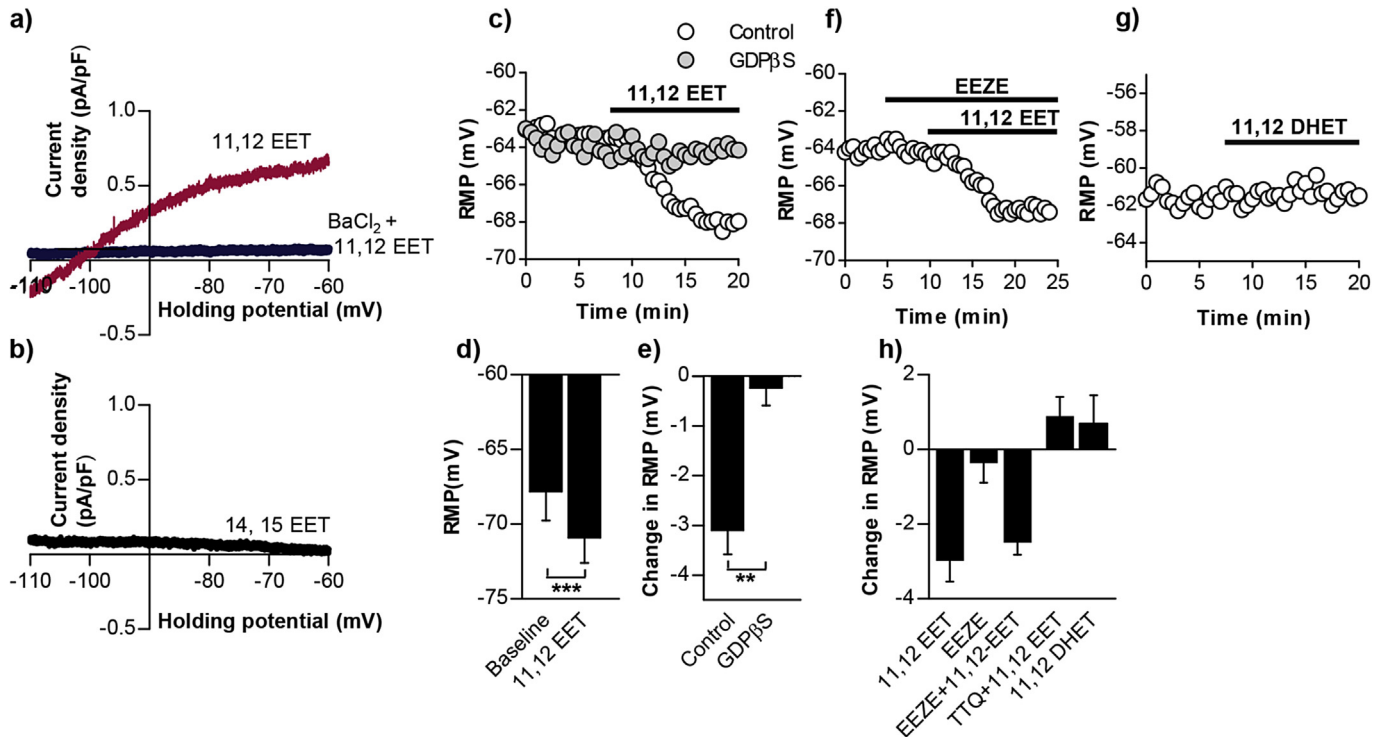 a)
Current
density (pA/pF)
1.0
0.5
-0.5
11,12 EET
BaCl2 +
11,12 EET
-110
-100
-80
-70
-60
Holding potential (mV)
b)
Current density
(pA/pF)
1.0
0.5
-0.5
14, 15 EET
-110
-100
-80
-70
-60
Holding potential (mV)
c)
Control
GDPβS
-60
-62
-64
-66
-68
-70
RMP (mV)
11,12 EET
0
5
10
15
20
Time (min)
d)
-60
-65
-70
-75
RMP(mV)
***
Baseline
11,12 EET
e)
0
-1
-2
-3
-4
Change in RMP (mV)
**
Control
GDPβS
f)
-60
-62
-64
-66
-68
-70
RMP (mV)
EEZE
11,12 EET
0
5
10
15
20
25
Time (min)
g)
-56
-58
-60
-62
-64
RMP (mV)
11,12 DHET
0
5
10
15
20
Time (min)
h)
2
0
-2
-4
Change in RMP (mV)
11,12 EET
EEZE
EEZE+11,12-EET
TTQ+11,12 EET
11,12 DHET